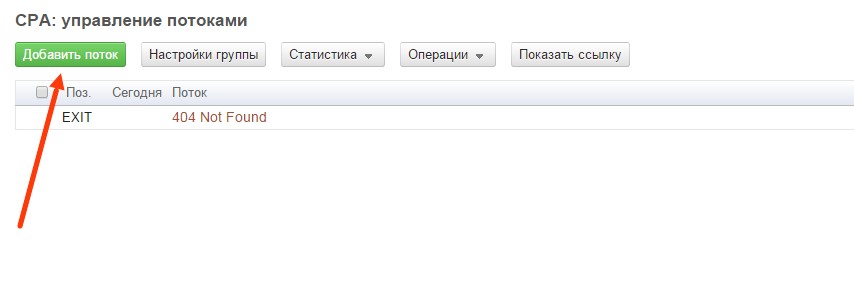 CPA: управление потоками
Добавить поток Настройки группы Статистика Операции Показать ссылку
Поз. Сегодня Поток
EXIT 404 Not Found